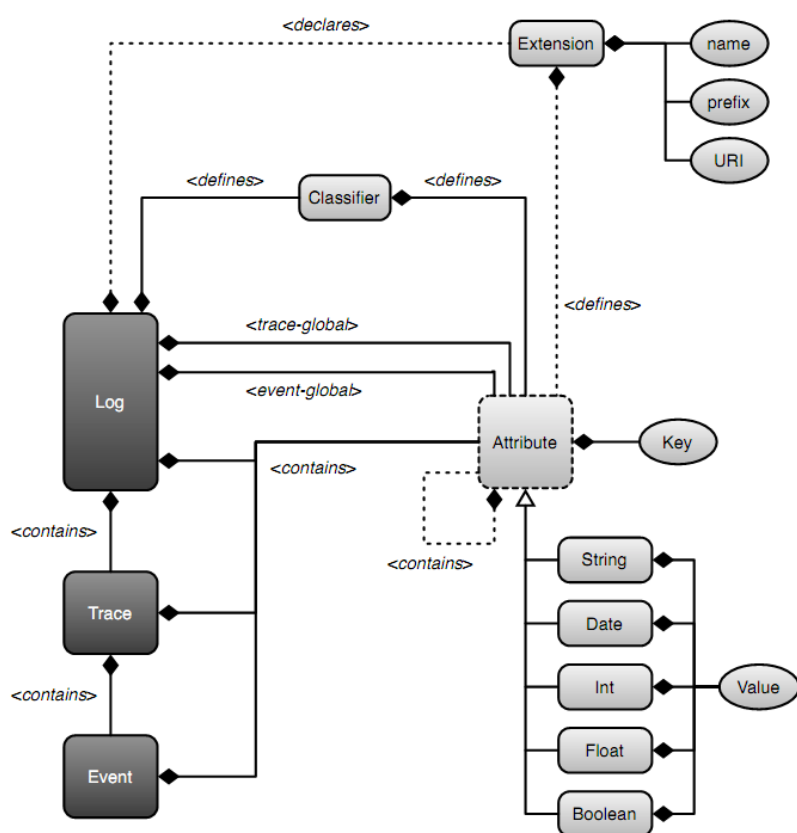 <declares>
Extension
name
prefix
URI
<defines>
Classifier
<defines>
<defines>
<trace-global>
<event-global>
Log
Attribute
Key
<contains>
<contains>
<contains>
String
Trace
Date
<contains>
Int
Value
Float
Event
Boolean